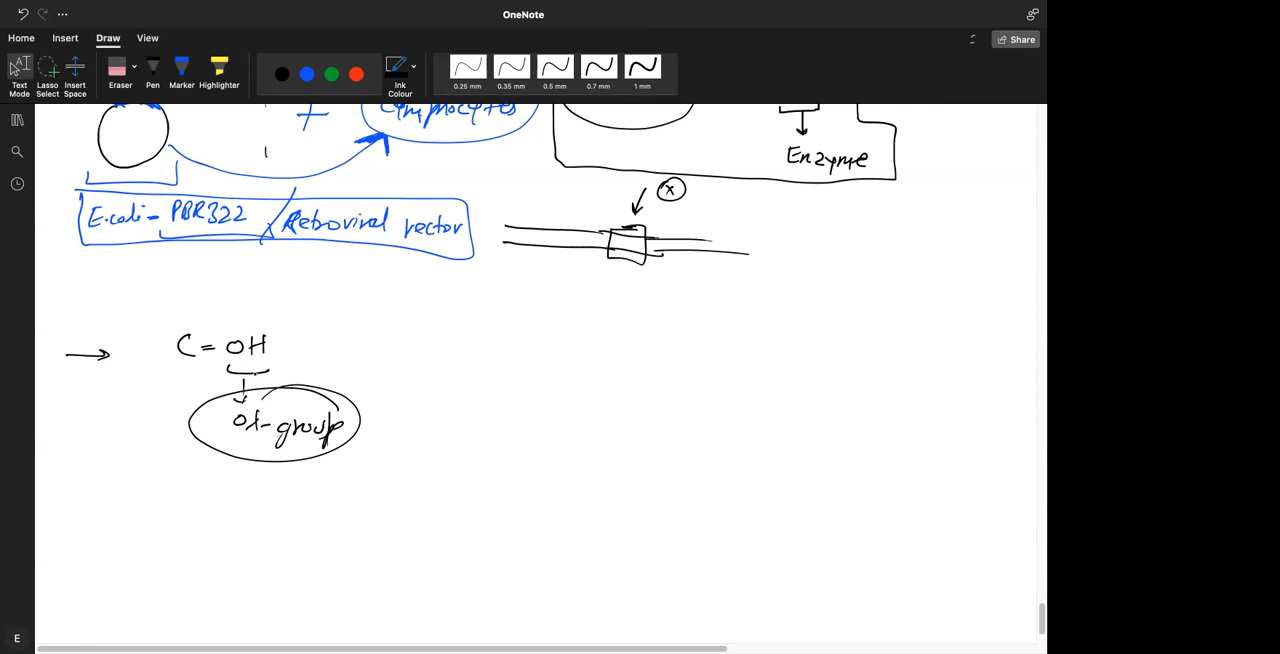 OneNote
Home Insert Draw View
Share
Text Mode
Lasso Select
Insert Space
Eraser
Pen
Marker
Highlighter
Ink Colour
0.25 mm
0.35 mm
0.5 mm
0.7 mm
1 mm
+
Lymphocytes
Enzyme
E.coli - PBR322 / Retroviral vector
x
C = OH
group
E